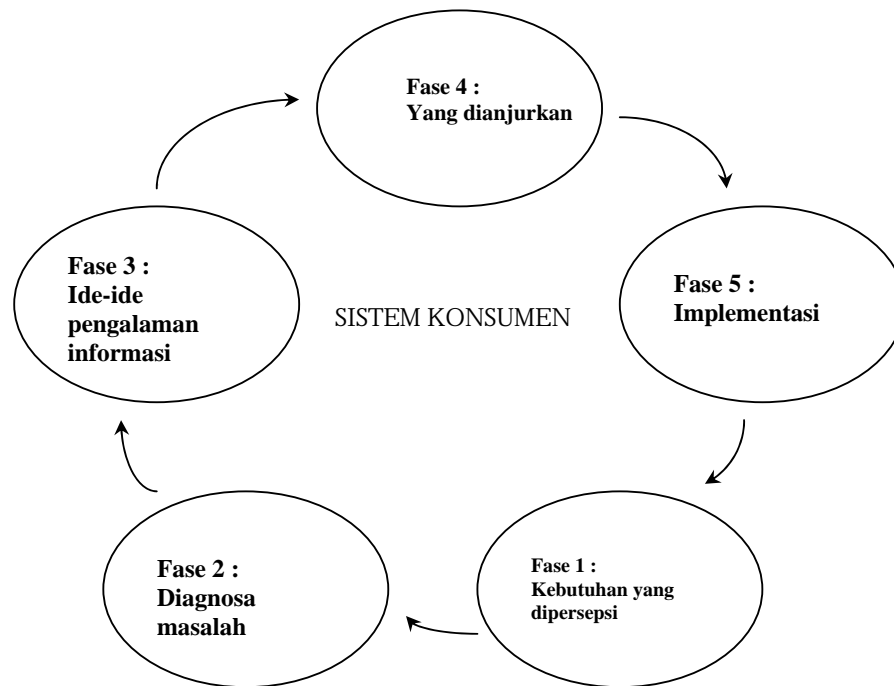 Fase 4 :
Yang dianjurkan
Fase 3 :
Ide-ide
pengalaman
informasi
SISTEM KONSUMEN
Fase 5 :
Implementasi
Fase 2 :
Diagnosa
masalah
Fase 1 :
Kebutuhan yang
dipersepsi